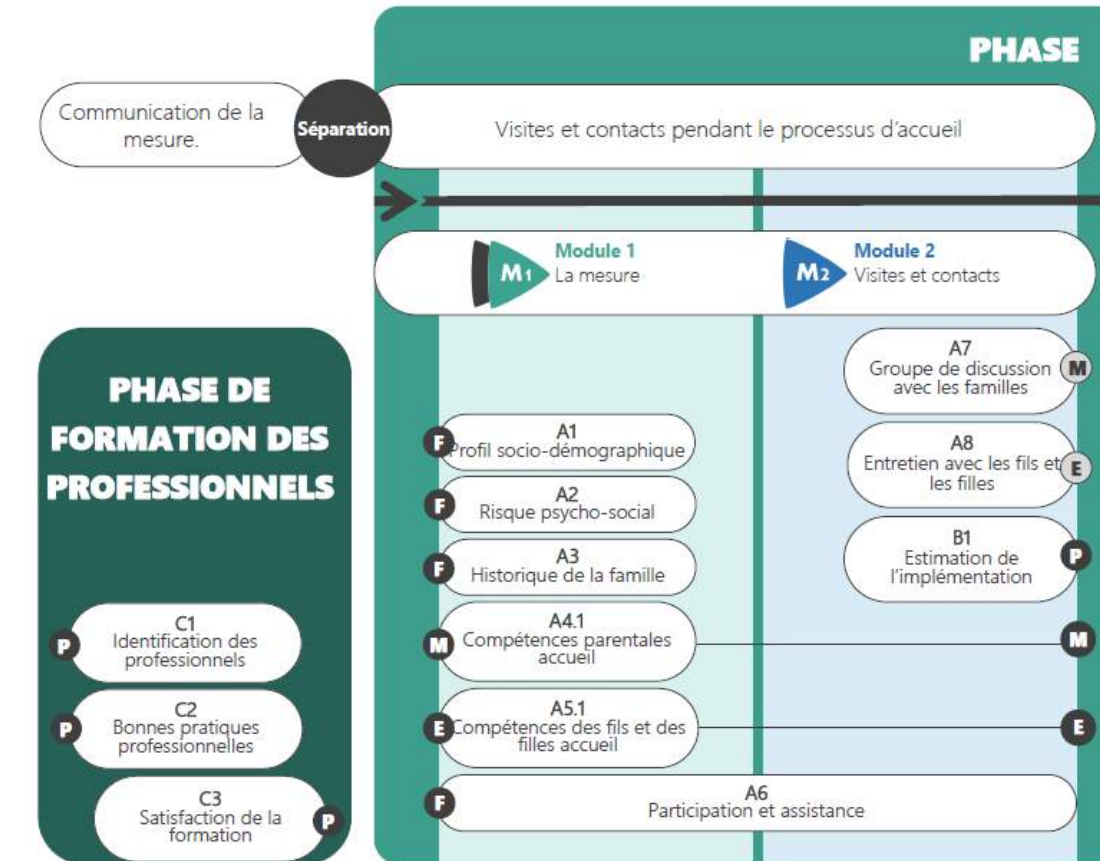 PHASE
Communication de la
mesure.
Séparation
Visites et contacts pendant le processus d'accueil
M1
Module 1
La mesure
M2
Module 2
Visites et contacts
PHASE DE
FORMATION DES
PROFESSIONNELS
P
C1
Identification des
professionnels
P
C2
Bonnes pratiques
professionnelles
C3
Satisfaction de la
formation
P
A7
Groupe de discussion
avec les familles
M
F
A1
Profil socio-démographique
A8
Entretien avec les fils et
les filles
E
F
A2
Risque psycho-social
B1
Estimation de
l'implémentation
P
F
A3
Historique de la famille
M
A4.1
Compétences parentales
accueil
M
E
A5.1
Compétences des fils et des
filles accueil
E
F
A6
Participation et assistance